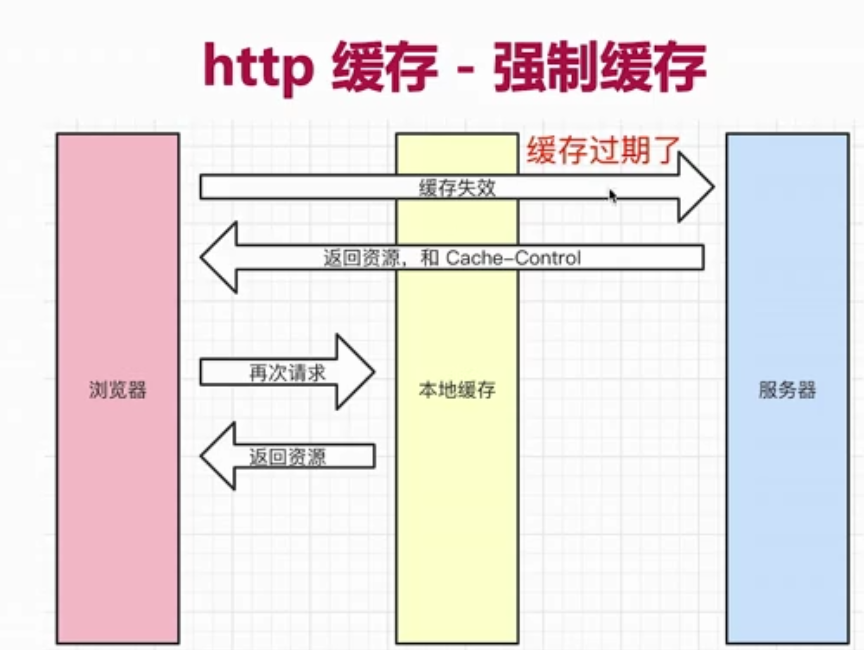 http 缓存 - 强制缓存
缓存过期了
缓存失效
返回资源，和 Cache-Control
再次请求
浏览器
本地缓存
服务器
返回资源